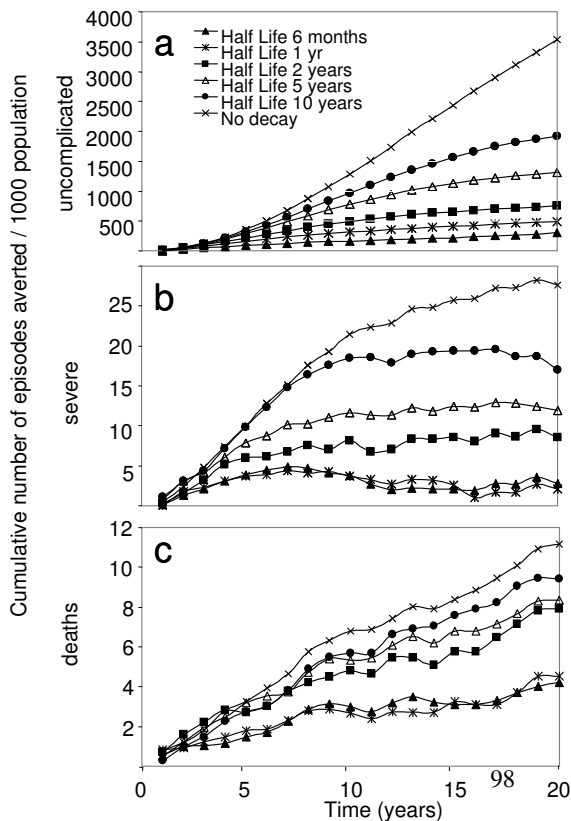 Cumulative number of episodes averted / 1000 population
uncomplicated
4000
3500
3000
2500
2000
1500
1000
500
a
Half Life 6 months
Half Life 1 yr
Half Life 2 years
Half Life 5 years
Half Life 10 years
No decay
severe
25
20
15
10
5
b
deaths
12
10
8
6
4
2
c
0
5
10
15
20
98
Time (years)